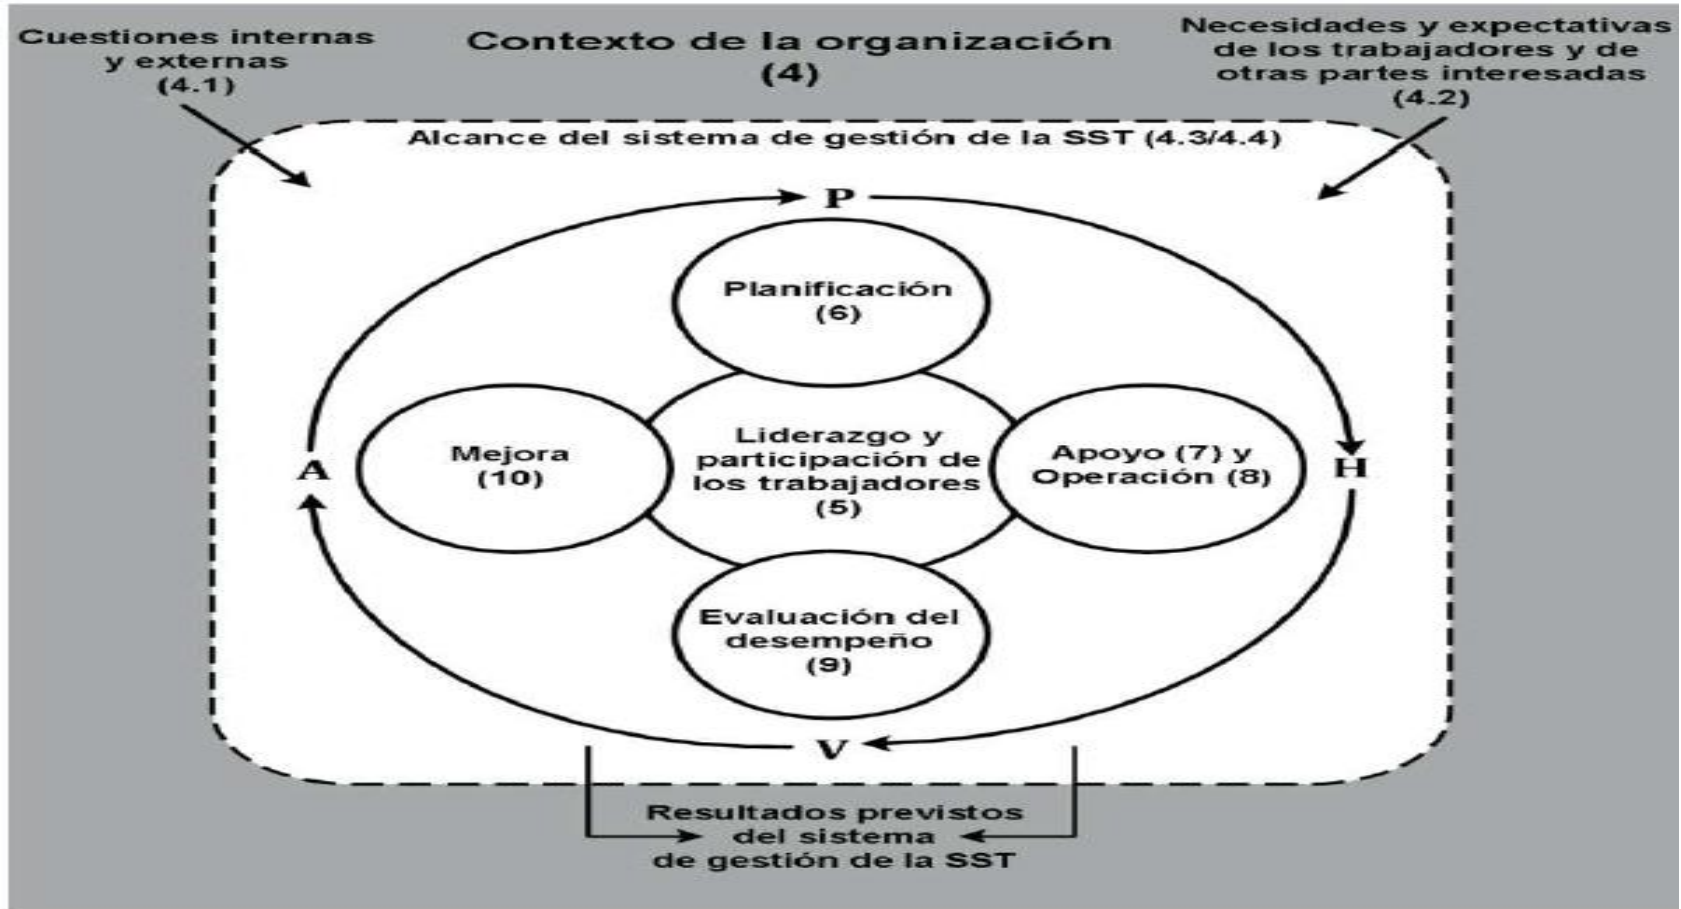 Cuestiones internas
y externas
(4.1)
Contexto de la organización
(4)
Necesidades y expectativas
de los trabajadores y de
otras partes interesadas
(4.2)
Alcance del sistema de gestión de la SST (4.3/4.4)
P
Planificación
(6)
A
Mejora
(10)
Liderazgo y
participación de
los trabajadores
(5)
Apoyo (7) y
Operación (8)
H
Evaluación del
desempeño
(9)
V
Resultados previstos
del sistema
de gestión de la SST